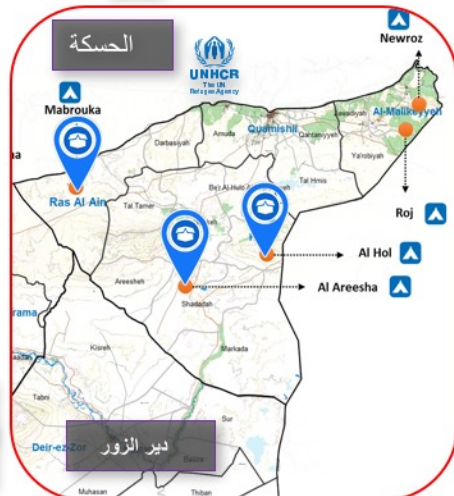 الحسكة
UNHCR
The UN
Refugee Agency
Newroz
Mabrouka
Al-Malikeyyeh
Qamishli
Amuda
Qahtaniyyeh
Darbasiyah
Ya'robiyah
Ras Al Ain
Tal Hmis
Tal Tamer
Roj
Al Hol
Areesheh
Al Areesha
Shadadah
Kisreh
Markada
Tabni
Sur
دير الزور
Deir-ez-Zor
Muhasan
Thiban